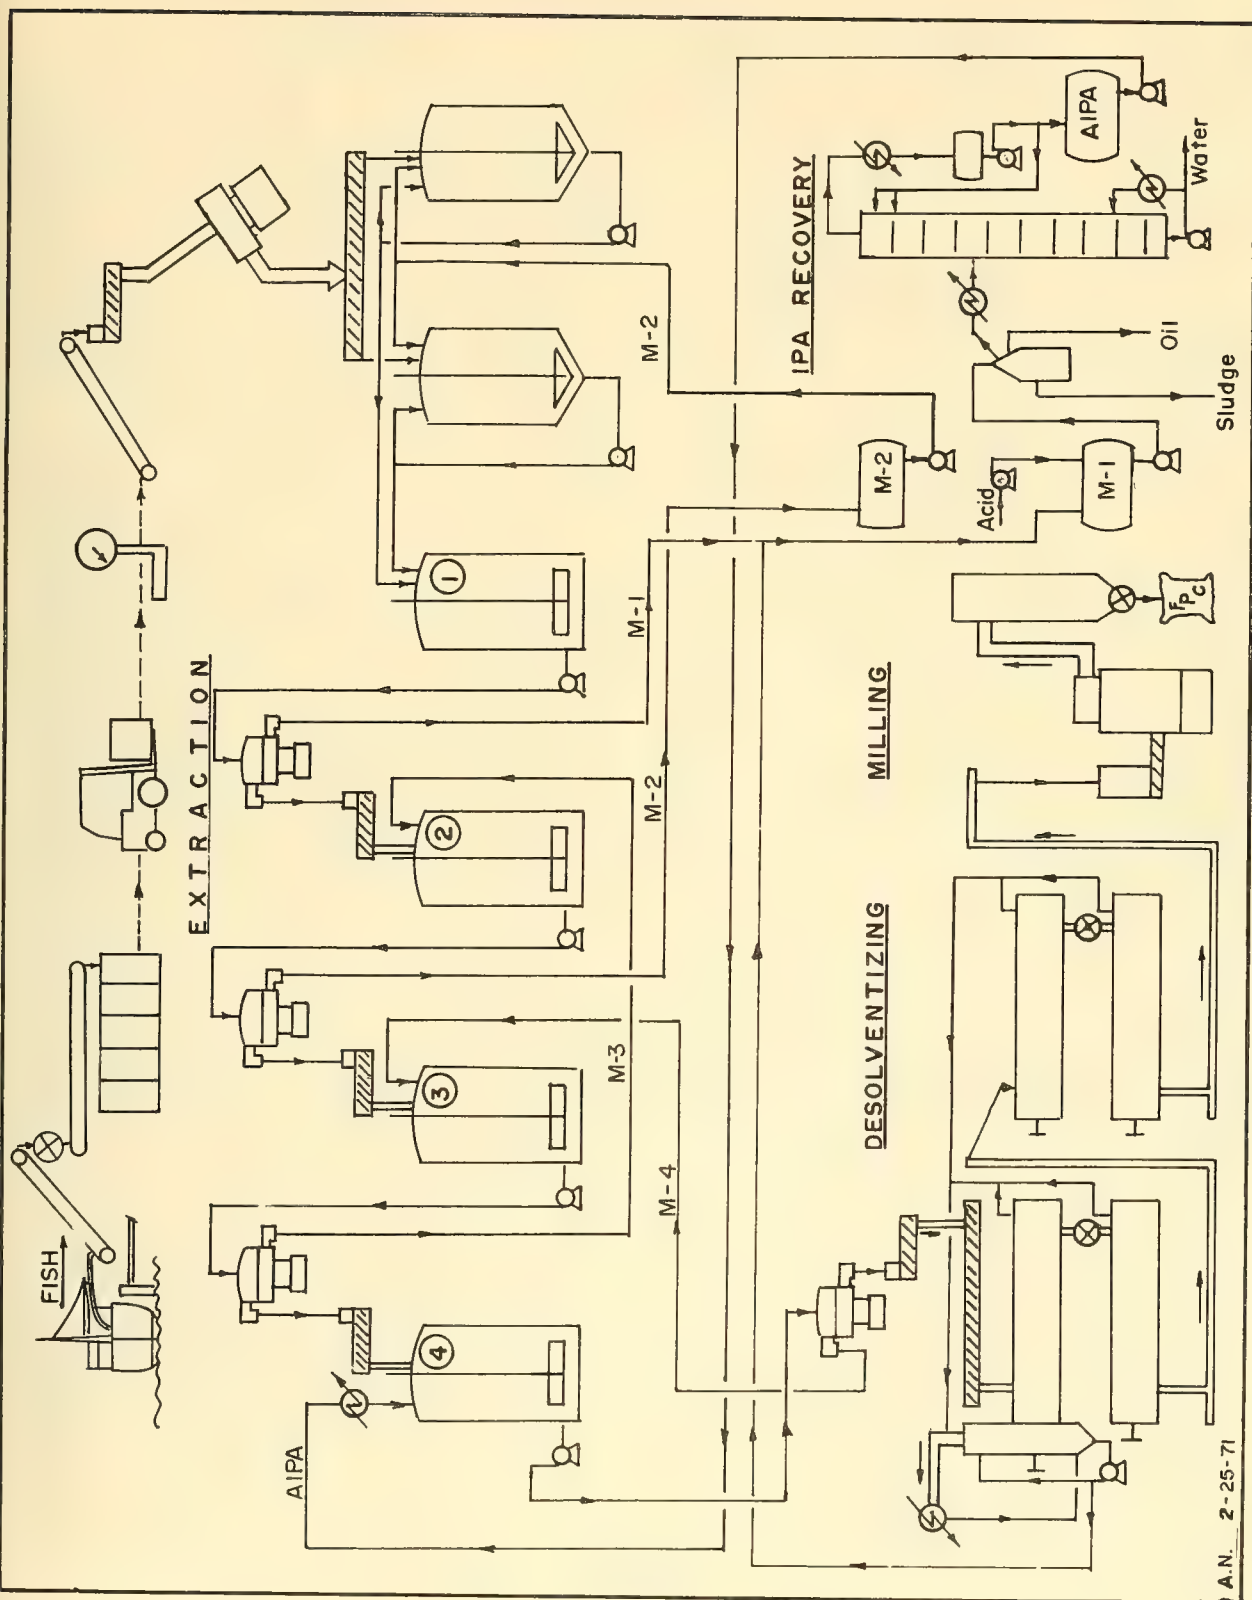 FISH
EXTRACTION
AIPA
4
3
2
1
M-4
M-3
M-2
M-1
M-2
DESOLVENTIZING
MILLING
IPA RECOVERY
M-2
Acid
M-1
Sludge
Oil
Water
AIPA
FPC
A.N. 2-25-71